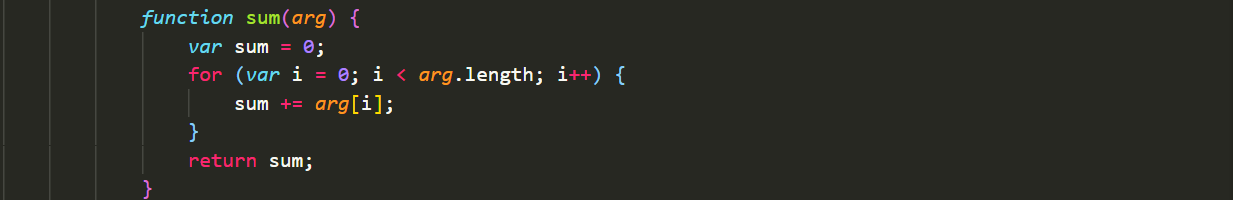 function sum(arg) {
    var sum = 0;
    for (var i = 0; i < arg.length; i++) {
        sum += arg[i];
    }
    return sum;
}